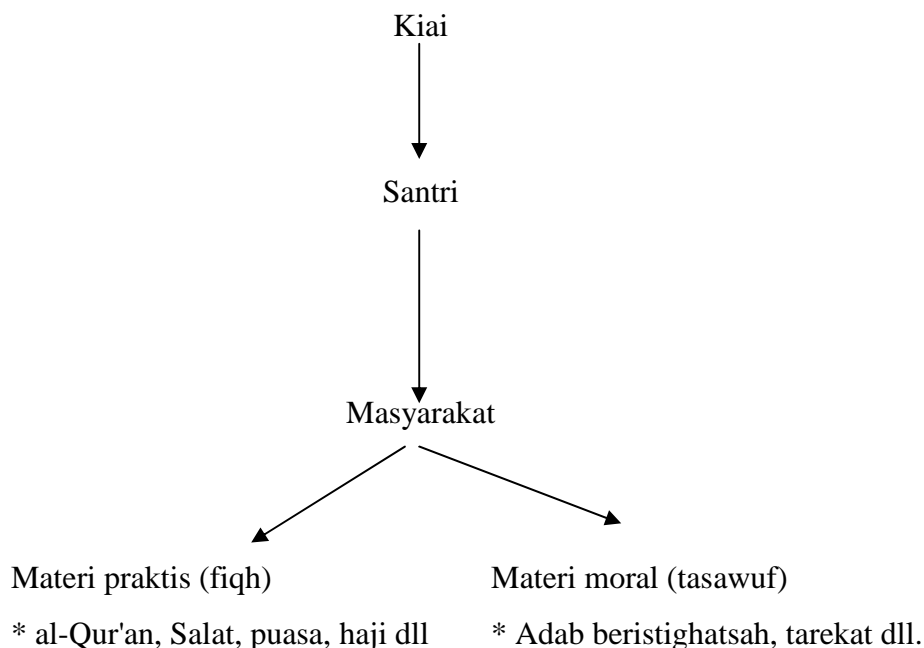 Kiai
Santri
Masyarakat
Materi praktis (fiqh)
* al-Qur'an, Salat, puasa, haji dll
Materi moral (tasawuf)
* Adab beristighatsah, tarekat dll.